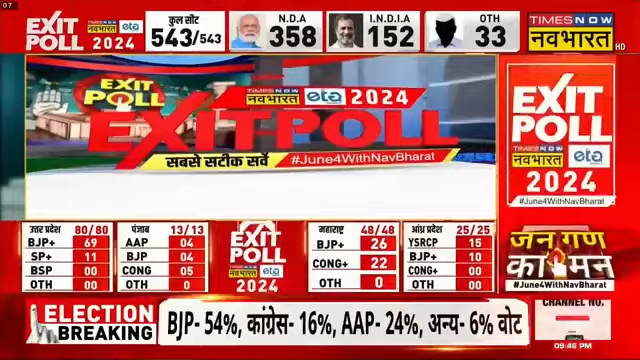 07
EXIT POLL
TIMES NOW नवभारत eta
2024
कुल सीट
543/543
N.D.A
358
I.N.D.I.A
152
OTH
33
TIMES NOW
नवभारत
HD
EXIT
POLL
TIMES NOW
नवभारत eta 2024
EXIT POLL
सबसे सटीक सर्वे #June4WithNavBharat
EXIT
POLL
TIMES NOW
नवभारत eta
2024
#June4WithNavBharat
उत्तर प्रदेश 80/80
BJP+ 69
SP+ 11
BSP 00
OTH 00
पंजाब 13/13
AAP 04
BJP 04
CONG 05
OTH 0
EXIT
POLL
नवभारत eta
2024
महाराष्ट्र 48/48
BJP+ 26
CONG+ 22
OTH 0
आंध्र प्रदेश 25/25
YSRCP 15
BJP+ 10
CONG 00
OTH 00
जन गण
का मन
#June4WithNavBharat
ELECTION
BREAKING
BJP- 54%, कांग्रेस- 16%, AAP- 24%, अन्य- 6% वोट
CHANNEL NO.
09:46 PM